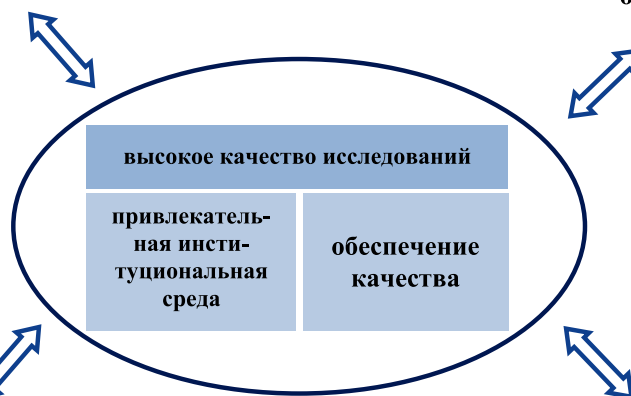 высокое качество исследований
привлекатель-
ная инсти-
туциональная
среда
обеспечение
качества